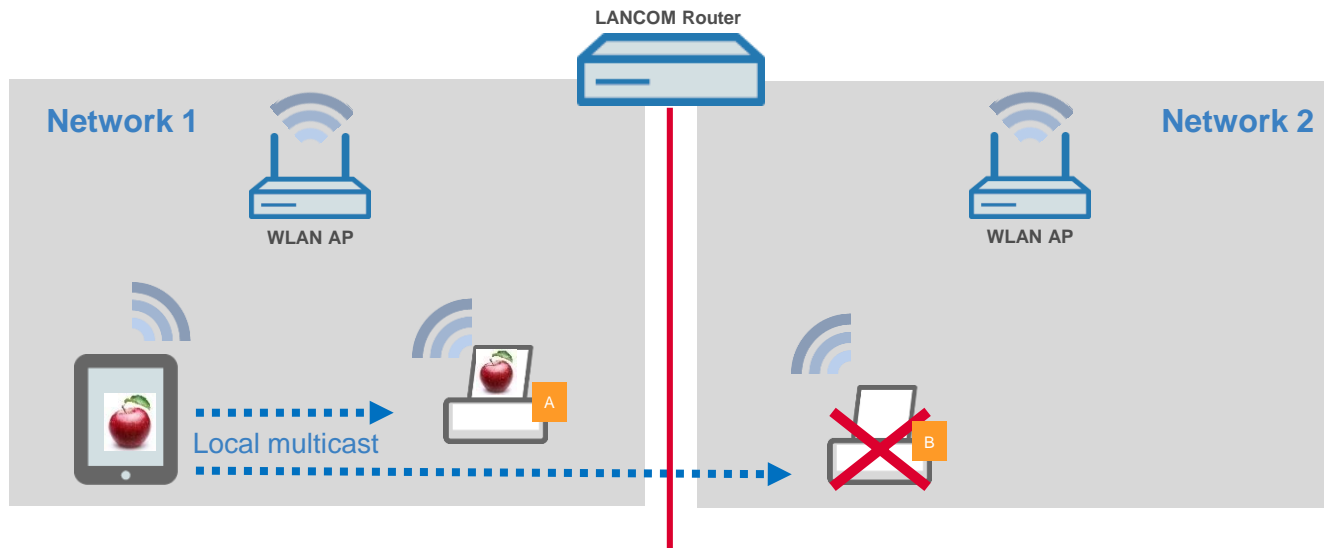 LANCOM Router
Network 1
Network 2
WLAN AP
WLAN AP
A
Local multicast
B